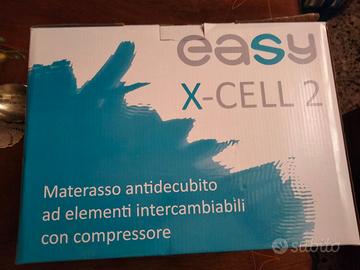 easy
X-CELL 2
Materasso antidecubito
ad elementi intercambiabili
con compressore
subito